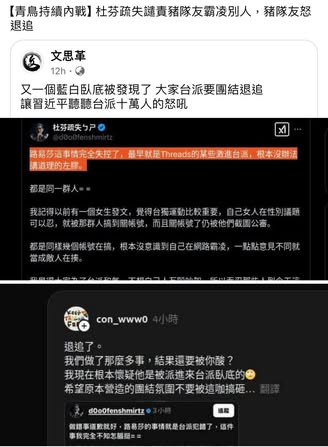 【青鳥持續內戰】杜芬疏失譴責豬隊友霸凌別人，豬隊友怒退追
文思革
12h
又一個藍白臥底被發現了 大家台派要團結退追
讓習近平聽聽台派十萬人的怒吼
杜芬疏失ㄅㄕ
@d0o0fenshmirtz
路易莎這事情完全失控了，最早就是Threads的某些激進台派，根本沒辦法
講道理的左膠。
都是同一群人= =
我記得以前有一個女生發文，覺得台獨運動比較重要，自己女人在性別議題
可以忍，就被那群人搞到關帳號，而且關帳號了仍被他們截圖公審。
都是同樣幾個帳號在搞，根本沒意識到自己在網路霸凌，一點點意見不同就
當成敵人在揍。
con_www0 4小時
退追了。
我們做了那麼多事，結果還要被你酸？
我現在根本懷疑他是被派進來台派臥底的
希望原本營造的團結氛圍不要被這咖搞砸... 翻譯
d0o0fenshmirtz 3小時
追蹤
做錯事道歉就好，路易莎的事情就是台派犯錯了，這件
事我完全不知怎腦挺==